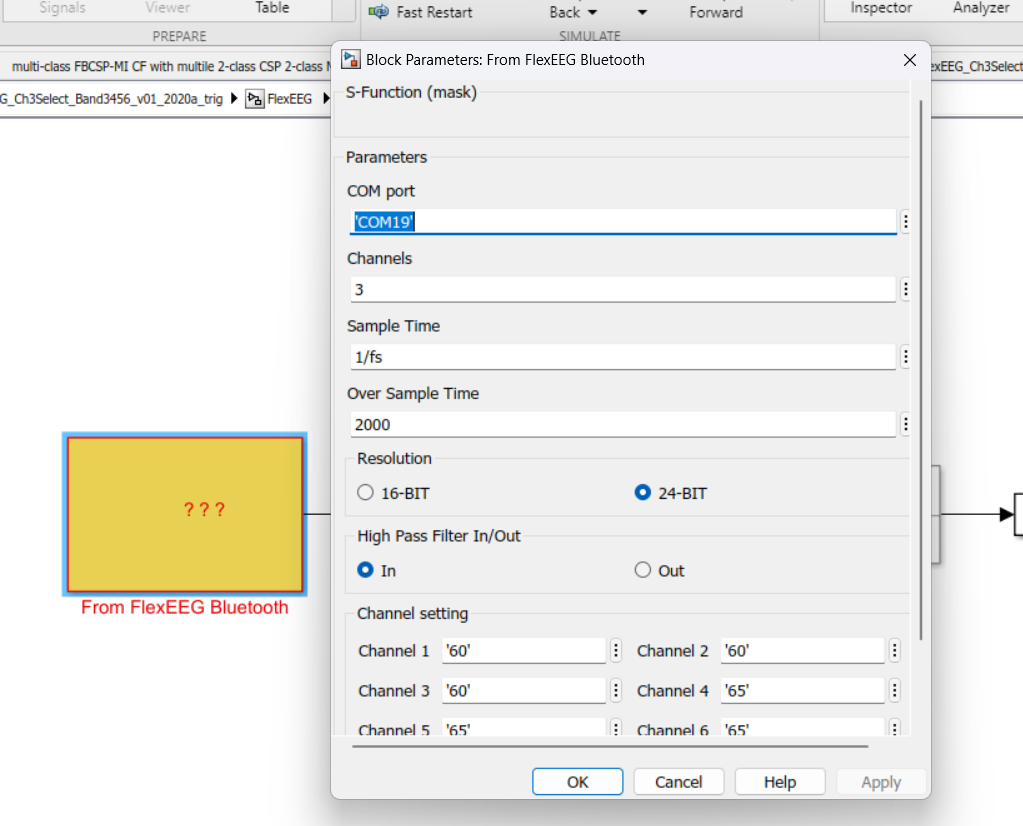 Signals Viewer Table Fast Restart Back Forward Inspector Analyzer
PREPARE SIMULATE
multi-class FBCSP-MI CF with multile 2-class CSP 2-class
G_Ch3Select_Band3456_v01_2020a_trig FlexEEG
exEEG_Ch3Select
Block Parameters: From FlexEEG Bluetooth
S-Function (mask)
Parameters
COM port
'COM19'
Channels
3
Sample Time
1/fs
Over Sample Time
2000
Resolution
16-BIT 24-BIT
High Pass Filter In/Out
In Out
Channel setting
Channel 1 '60' Channel 2 '60'
Channel 3 '60' Channel 4 '65'
Channel 5 '65' Channel 6 '65'
OK Cancel Help Apply
? ? ?
From FlexEEG Bluetooth